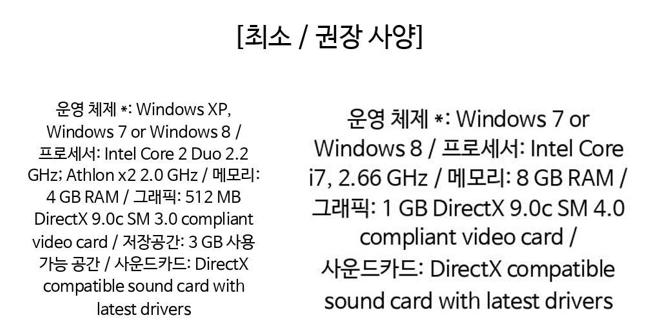 [최소 / 권장 사양]
운영 체제 *: Windows XP,
Windows 7 or Windows 8 /
프로세서: Intel Core 2 Duo 2.2
GHz; Athlon x2 2.0 GHz / 메모리:
4 GB RAM / 그래픽: 512 MB
DirectX 9.0c SM 3.0 compliant
video card / 저장공간: 3 GB 사용
가능 공간 / 사운드카드: DirectX
compatible sound card with
latest drivers
운영 체제 *: Windows 7 or
Windows 8 / 프로세서: Intel Core
i7, 2.66 GHz / 메모리: 8 GB RAM /
그래픽: 1 GB DirectX 9.0c SM 4.0
compliant video card /
사운드카드: DirectX compatible
sound card with latest drivers